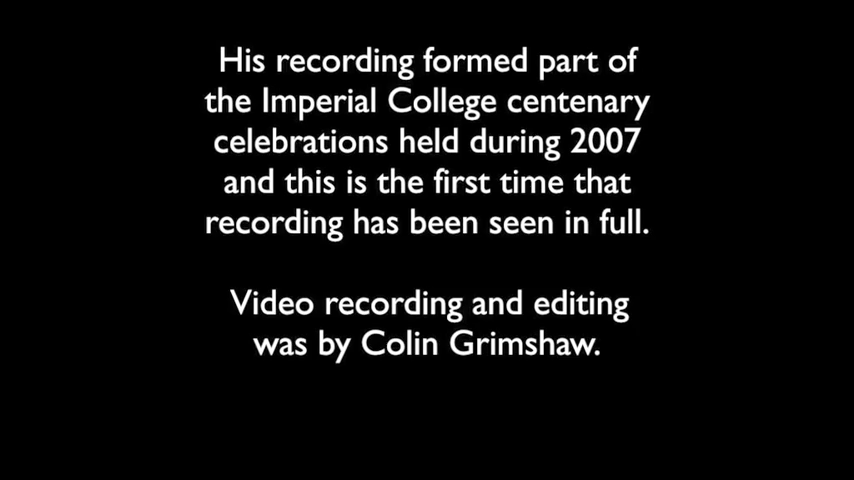 His recording formed part of
the Imperial College centenary
celebrations held during 2007
and this is the first time that
recording has been seen in full.
Video recording and editing
was by Colin Grimshaw.